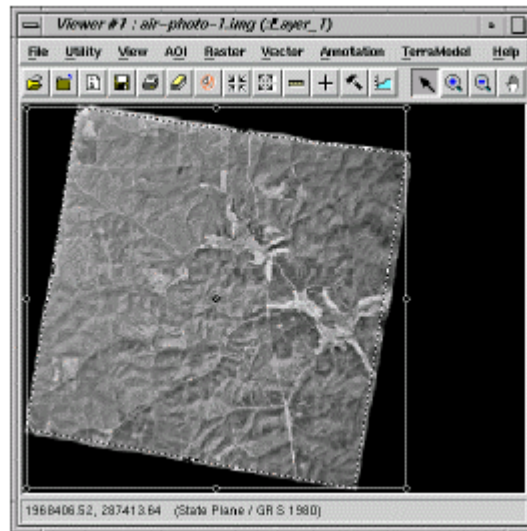 Viewer #1 : air-photo-1.img (:Layer_1)
File Utility View AOI Raster Vector Annotation TerraModel Help
1968406.52, 287413.64 (State Plane / GRS 1980)